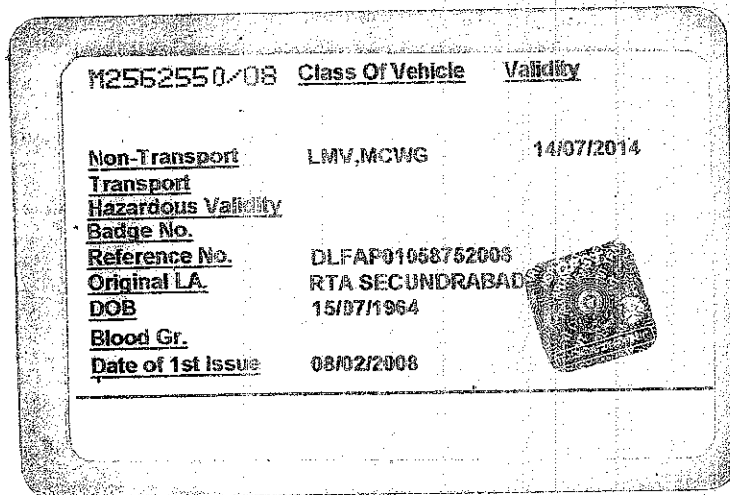 M2562550/08 Class Of Vehicle Validity
Non-Transport LMV,MCWG 14/07/2014
Transport
Hazardous Validity
Badge No.
Reference No. DLFAP01058752008
Original LA. RTA SECUNDRABAD
DOB 15/07/1964
Blood Gr.
Date of 1st Issue 08/02/2008